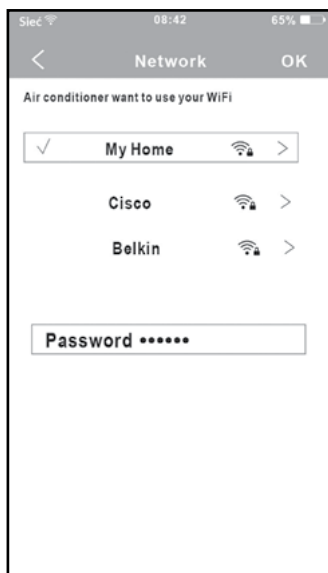 Sieć 08:42 65%
Network OK
Air conditioner want to use your WiFi
My Home
Cisco
Belkin
Password ••••••